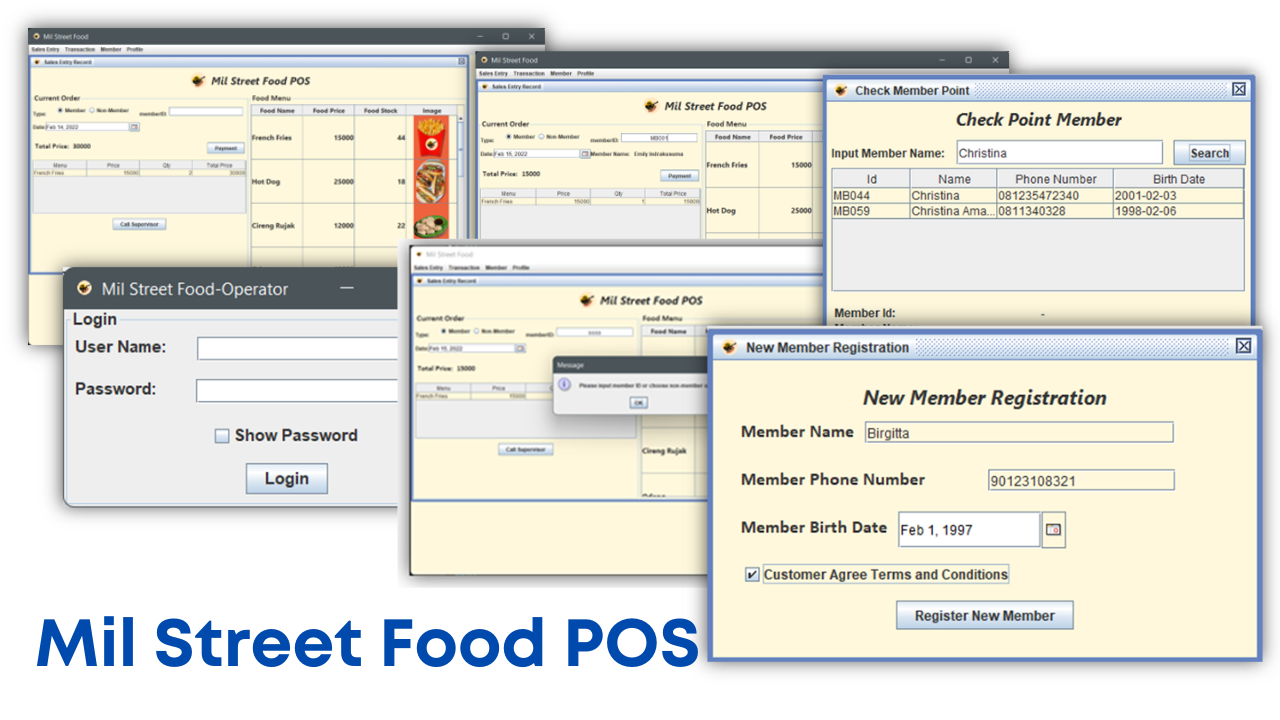 Mil Street Food
Sales Entry Transaction Member Profile
Sales Entry Record
Mil Street Food POS
Current Order
Type: Member Non-Member memberID:
Date: Feb 14, 2022
Total Price: 30000
Payment
Menu Price Qty Total Price
French Fries 15000 2 30000
Call Supervisor
Food Menu
Food Name Food Price Food Stock Image
French Fries 15000 44
Hot Dog 25000 18
Cireng Rujak 12000 22
Mil Street Food
Sales Entry Transaction Member Profile
Sales Entry Record
Mil Street Food POS
Current Order
Type: Member Non-Member memberID: MB001
Date: Feb 15, 2022 Member Name: Emily Indrakusuma
Total Price: 15000
Payment
Menu Price Qty Total Price
French Fries 15000 1 15000
Food Menu
Food Name Food Price
French Fries 15000
Hot Dog 25000
Check Member Point
Check Point Member
Input Member Name: Christina Search
Id Name Phone Number Birth Date
MB044 Christina 081235472340 2001-02-03
MB059 Christina Ama... 0811340328 1998-02-06
Member Id: -
Mil Street Food-Operator
Login
User Name:
Password:
Show Password
Login
Mil Street Food
Sales Entry Transaction Member Profile
Sales Entry Record
Mil Street Food POS
Current Order
Type: Member Non-Member memberID:
Date: Feb 15, 2022
Total Price: 15000
Menu Price
French Fries 15000
Call Supervisor
Food Menu
Food Name
Cireng Rujak
Message
Please input member ID or choose non-member
OK
New Member Registration
New Member Registration
Member Name Birgitta
Member Phone Number 90123108321
Member Birth Date Feb 1, 1997
Customer Agree Terms and Conditions
Register New Member
Mil Street Food POS